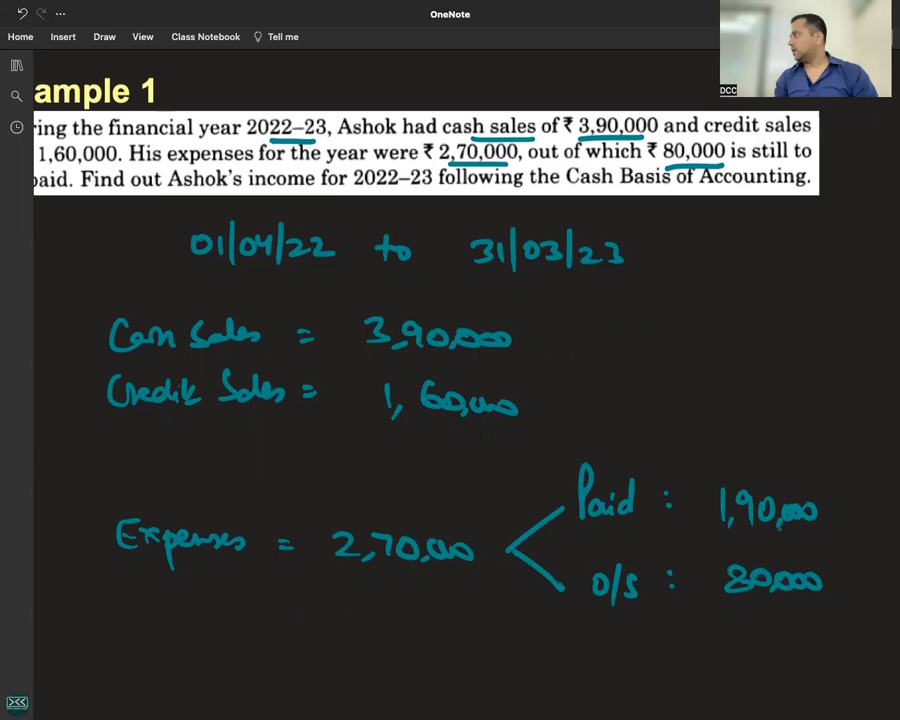 OneNote
Home Insert Draw View Class Notebook Tell me
DCC
ample 1
ing the financial year 2022–23, Ashok had cash sales of ₹ 3,90,000 and credit sales
1,60,000. His expenses for the year were ₹ 2,70,000, out of which ₹ 80,000 is still to
paid. Find out Ashok's income for 2022–23 following the Cash Basis of Accounting.
01/04/22 to 31/03/23
Cash Sales = 3,90,000
Credit Sales = 1,60,000
Paid : 1,90,000
Expenses = 2,70,000
O/S : 80,000